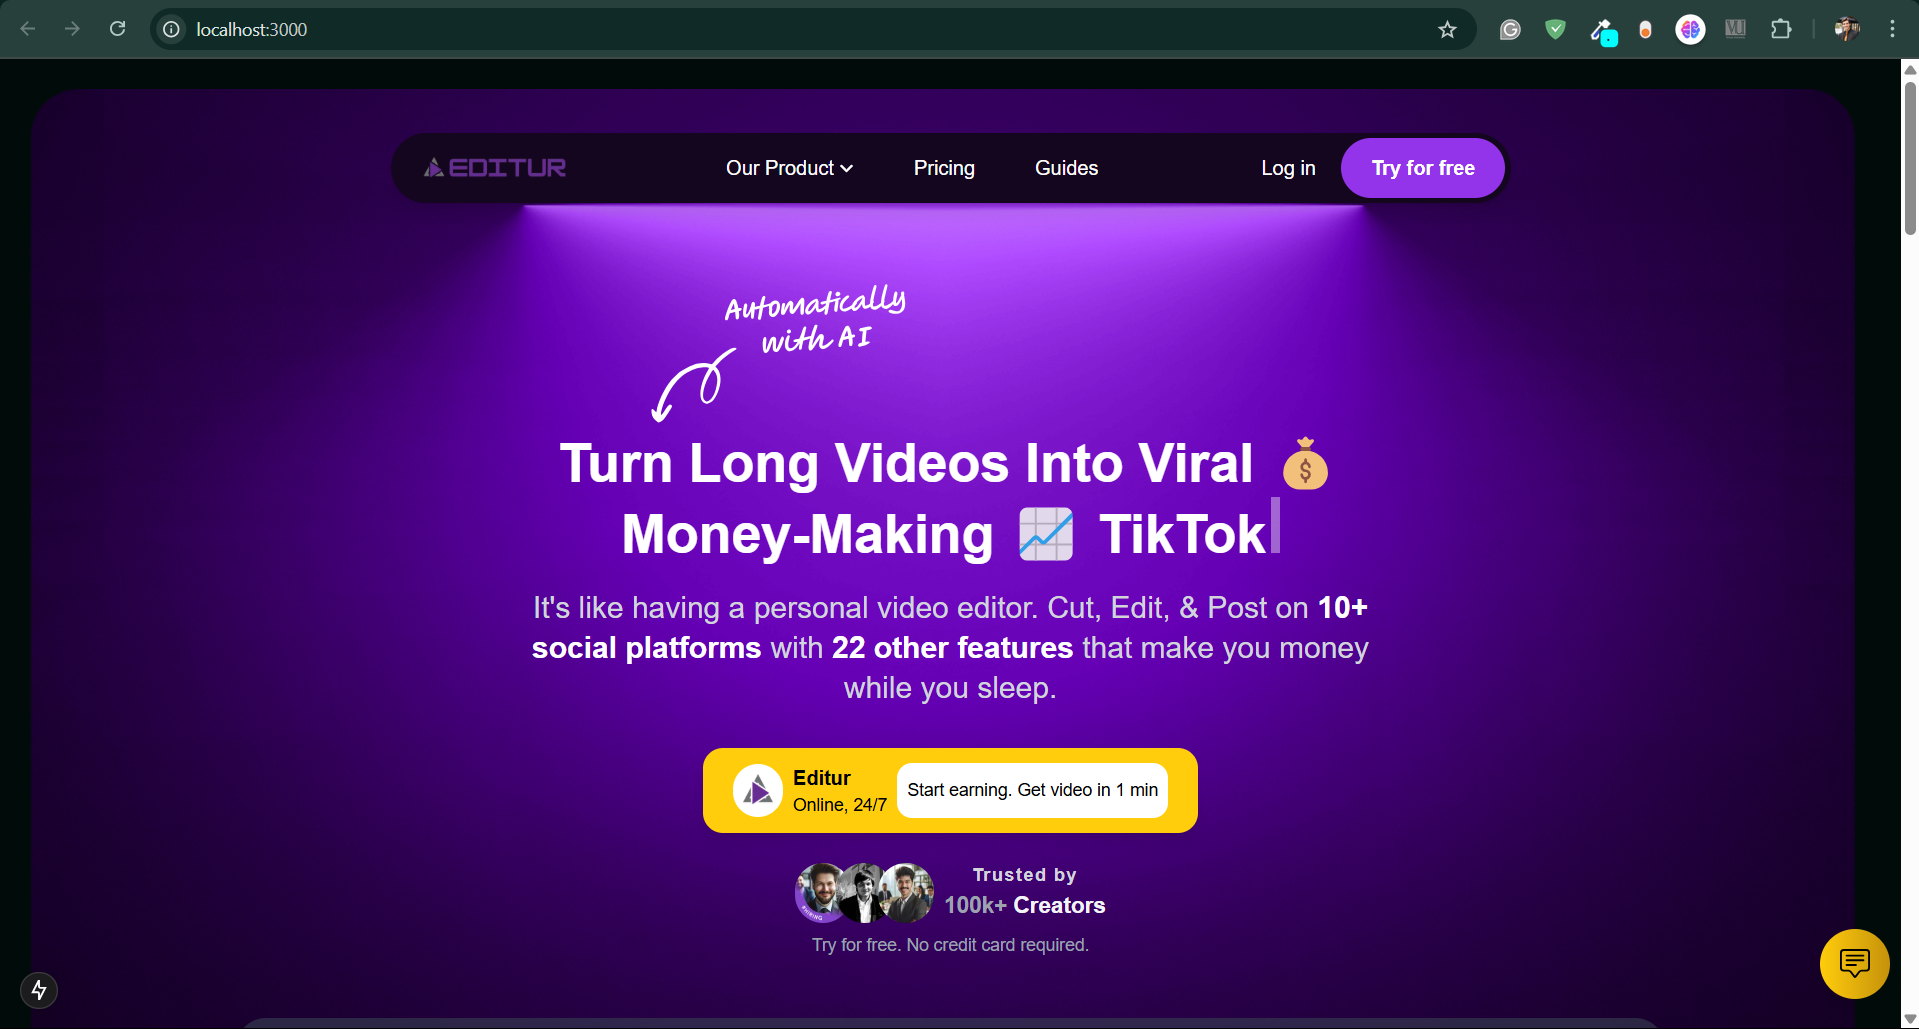 localhost:3000
EDITUR
Our Product
Pricing
Guides
Log in
Try for free
Automatically
with AI
Turn Long Videos Into Viral 💰
Money-Making 📈 TikTok
It's like having a personal video editor. Cut, Edit, & Post on 10+
social platforms with 22 other features that make you money
while you sleep.
Editur
Online, 24/7
Start earning. Get video in 1 min
#HIRING
Trusted by
100k+ Creators
Try for free. No credit card required.